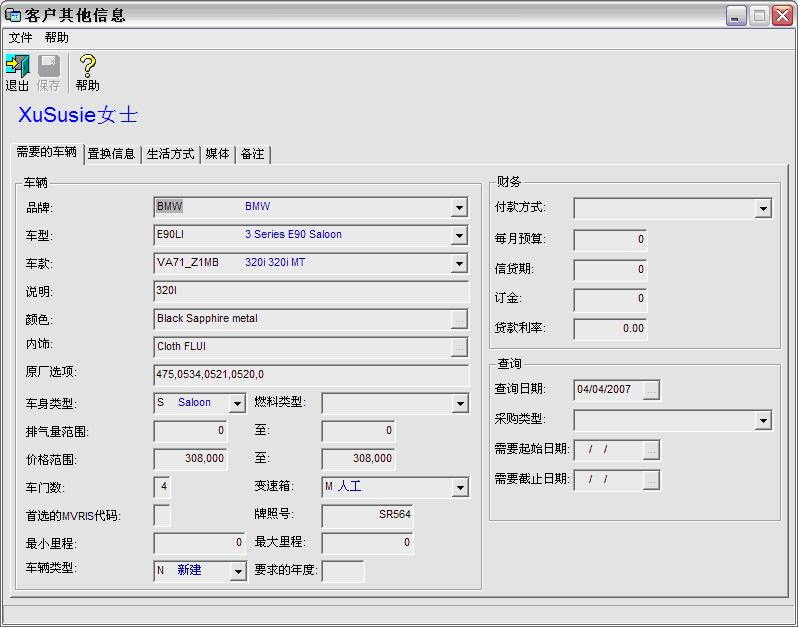 客户其他信息
文件 帮助
退出 保存 帮助
XuSusie女士
需要的车辆 置换信息 生活方式 媒体 备注
车辆
品牌: BMW BMW
车型: E90LI 3 Series E90 Saloon
车款: VA71_Z1MB 320i 320i MT
说明: 320I
颜色: Black Sapphire metal ...
内饰: Cloth FLUI ...
原厂选项: 475,0534,0521,0520,0
车身类型: S Saloon 燃料类型:
排气量范围: 0 至: 0
价格范围: 308,000 至: 308,000
车门数: 4 变速箱: M 人工
首选的MVRIS代码: 牌照号: SR564
最小里程: 0 最大里程: 0
车辆类型: N 新建 要求的年度:
财务
付款方式:
每月预算: 0
信贷期: 0
订金: 0
贷款利率: 0.00
查询
查询日期: 04/04/2007 ...
采购类型:
需要起始日期: / / ...
需要截止日期: / / ...